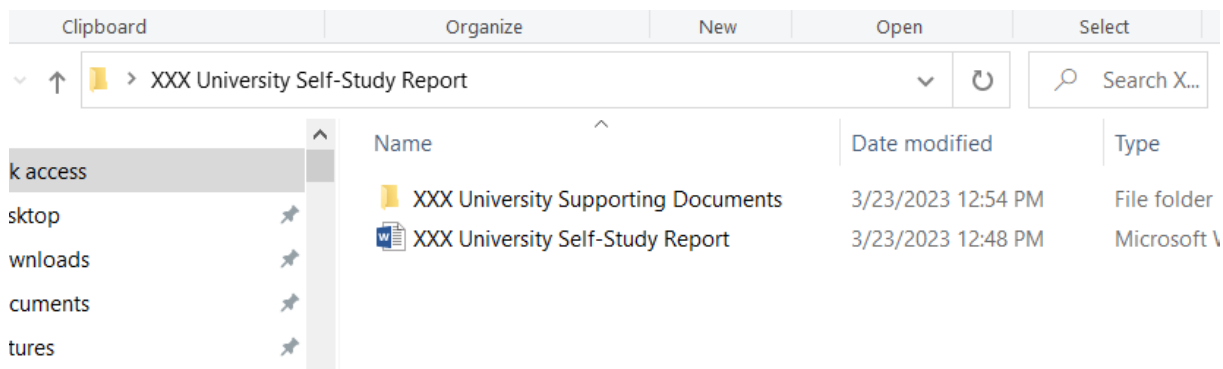 Clipboard Organize New Open Select
XXX University Self-Study Report Search X...
Name Date modified Type
k access
XXX University Supporting Documents 3/23/2023 12:54 PM File folder
sktop
XXX University Self-Study Report 3/23/2023 12:48 PM Microsoft
wnloads
cuments
tures